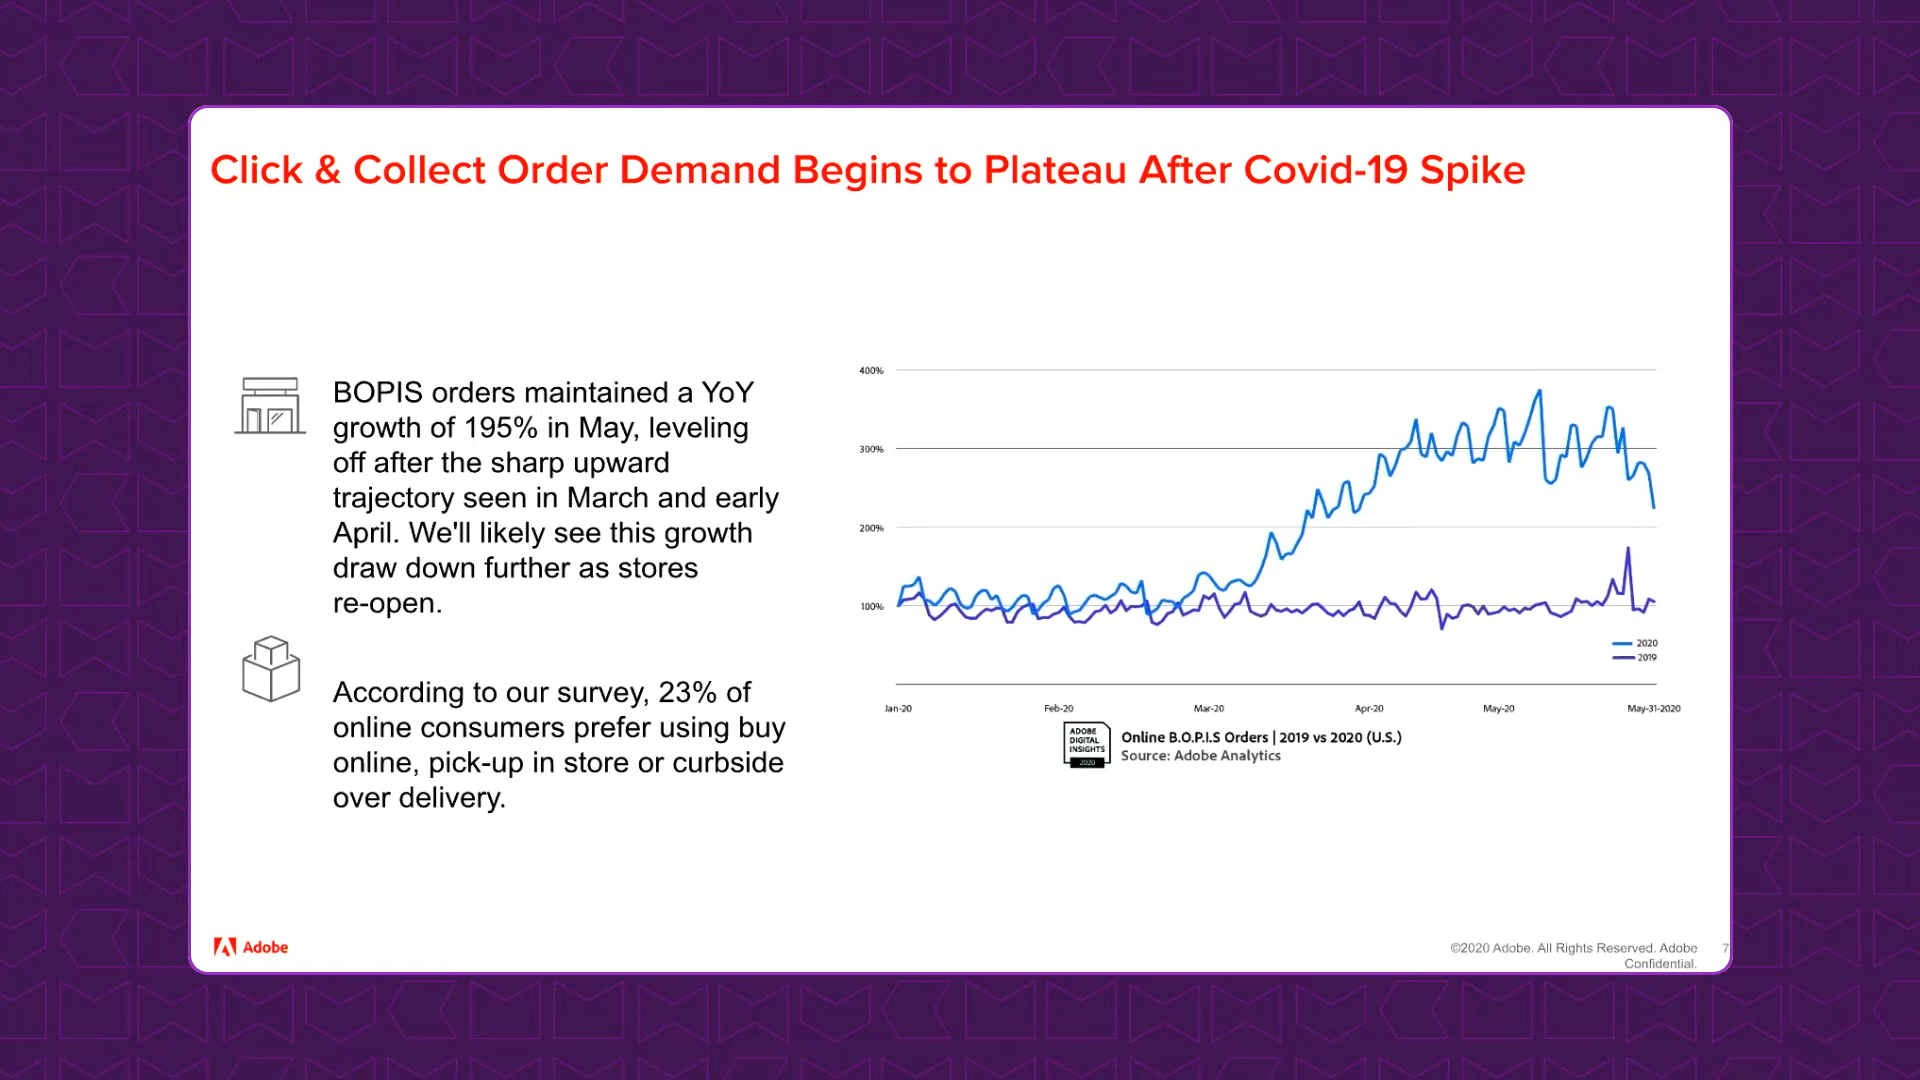 Click & Collect Order Demand Begins to Plateau After Covid-19 Spike
BOPIS orders maintained a YoY
growth of 195% in May, leveling
off after the sharp upward
trajectory seen in March and early
April. We'll likely see this growth
draw down further as stores
re-open.
According to our survey, 23% of
online consumers prefer using buy
online, pick-up in store or curbside
over delivery.
400%
300%
200%
100%
2020
2019
Jan-20
Feb-20
Mar-20
Apr-20
May-20
May-31-2020
ADOBE
DIGITAL
INSIGHTS
2020
Online B.O.P.I.S Orders | 2019 vs 2020 (U.S.)
Source: Adobe Analytics
Adobe
©2020 Adobe. All Rights Reserved. Adobe
Confidential.
7